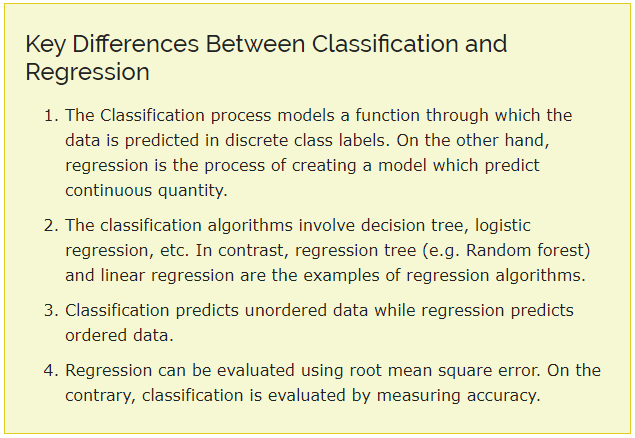 Key Differences Between Classification and
Regression
1. The Classification process models a function through which the
data is predicted in discrete class labels. On the other hand,
regression is the process of creating a model which predict
continuous quantity.
2. The classification algorithms involve decision tree, logistic
regression, etc. In contrast, regression tree (e.g. Random forest)
and linear regression are the examples of regression algorithms.
3. Classification predicts unordered data while regression predicts
ordered data.
4. Regression can be evaluated using root mean square error. On the
contrary, classification is evaluated by measuring accuracy.